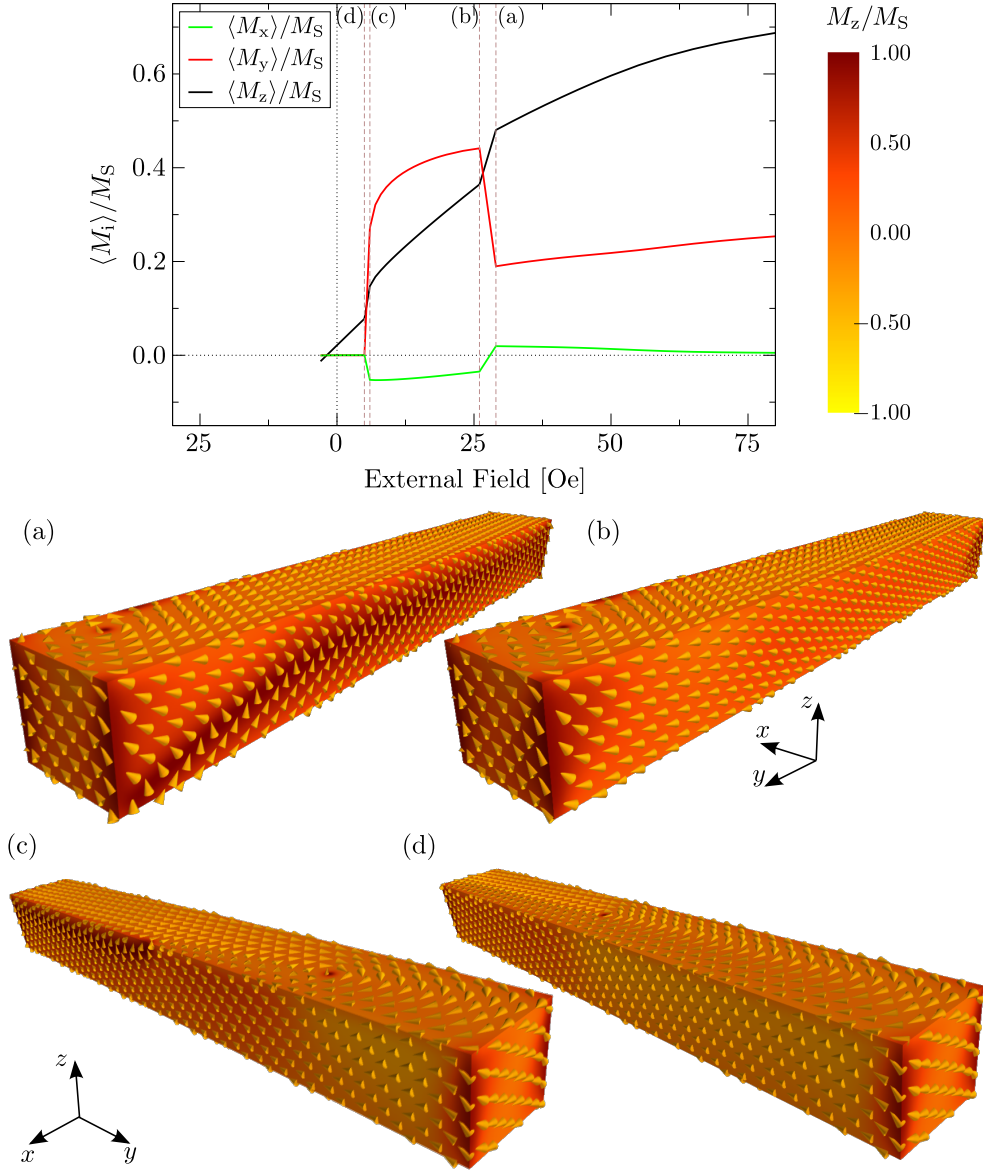 (d) (c) (b) (a)
⟨Mx⟩/MS
⟨My⟩/MS
⟨Mz⟩/MS
0.6
0.4
0.2
0.0
⟨Mi⟩/MS
25 0 25 50 75
External Field [Oe]
Mz/MS
1.00
0.50
0.00
−0.50
−1.00
(a)
(b)
z
x
y
(c)
(d)
z
x
y